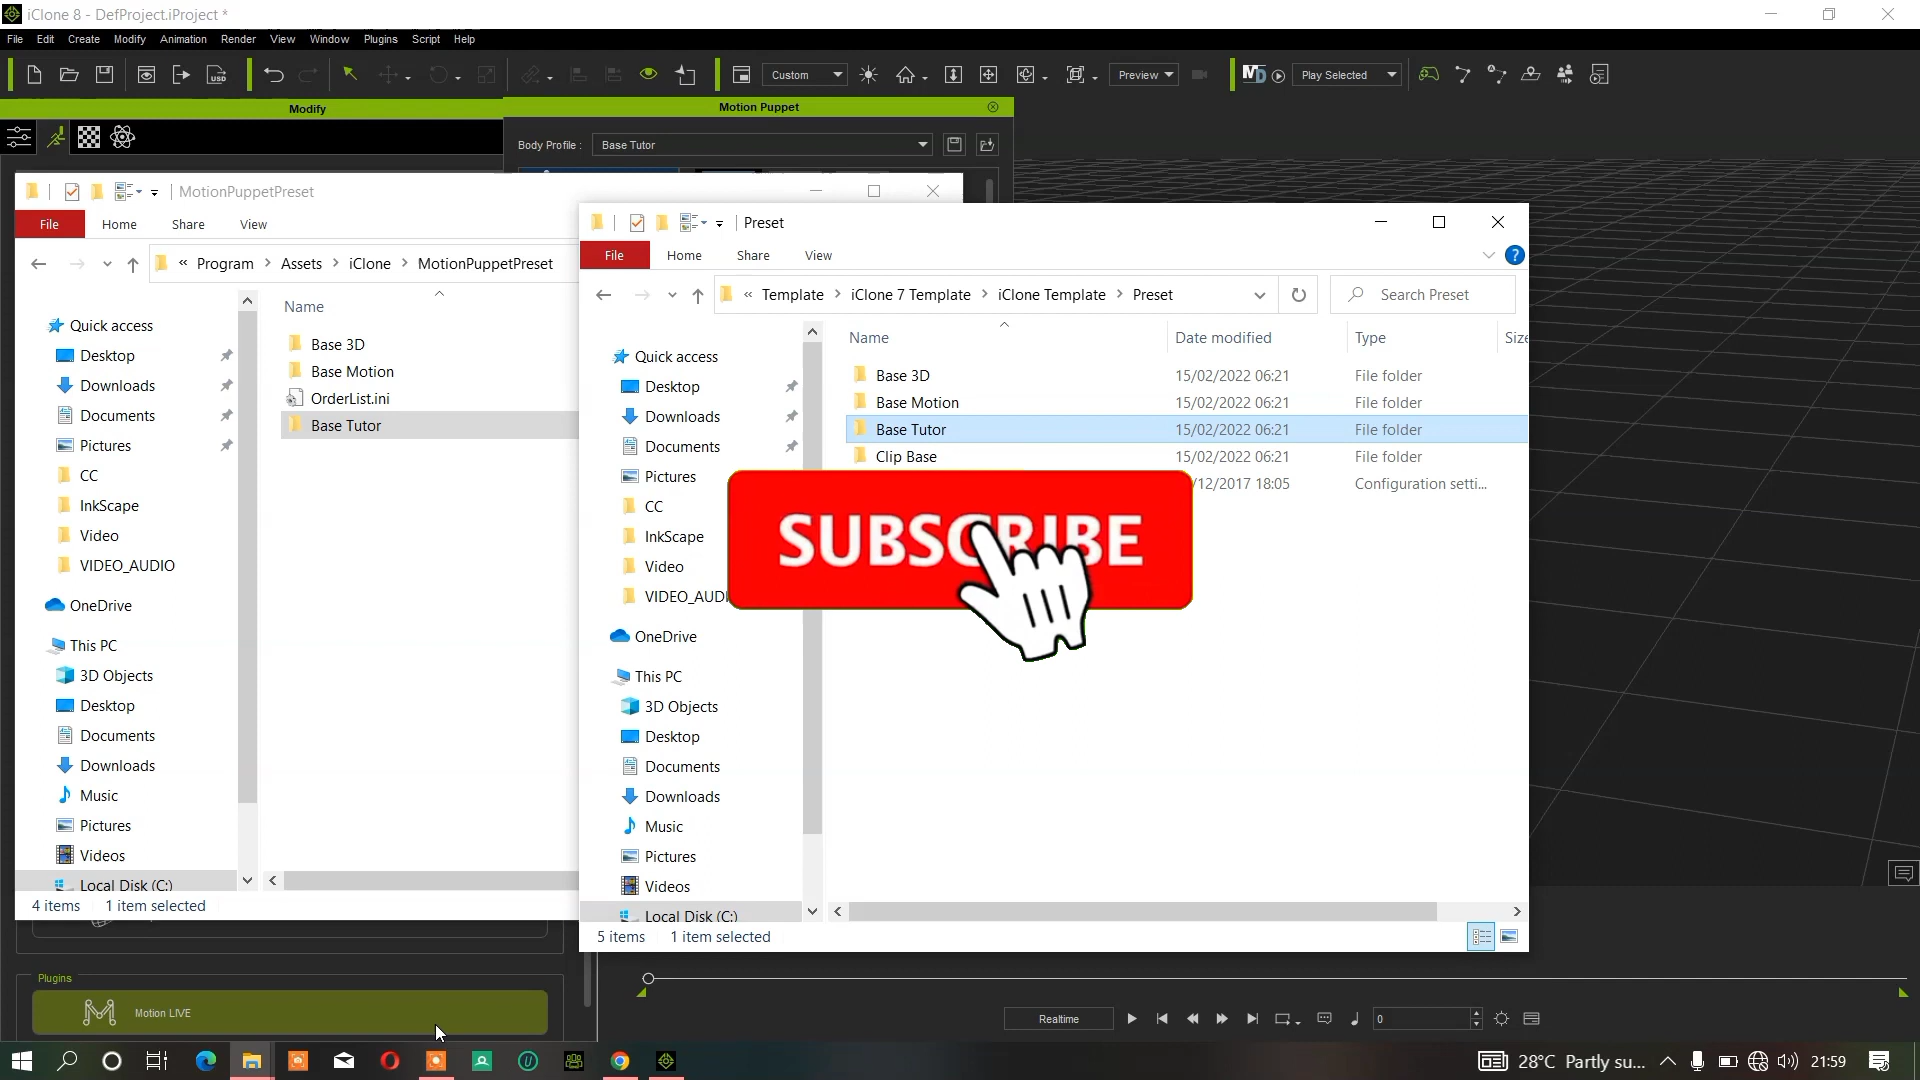 iClone 8 - DefProject.iProject *
File Edit Create Modify Animation Render View Window Plugins Script Help
USD Custom Preview MD Play Selected
Modify
Motion Puppet
Body Profile : Base Tutor
MotionPuppetPreset
File Home Share View
« Program > Assets > iClone > MotionPuppetPreset
Name
Quick access
Desktop
Downloads
Documents
Pictures
CC
InkScape
Video
VIDEO_AUDIO
OneDrive
This PC
3D Objects
Desktop
Documents
Downloads
Music
Pictures
Videos
Local Disk (C:)
Base 3D
Base Motion
OrderList.ini
Base Tutor
4 items 1 item selected
Preset
File Home Share View
« Template > iClone 7 Template > iClone Template > Preset
Search Preset
Quick access
Desktop
Downloads
Documents
Pictures
CC
InkScape
Video
VIDEO_AUDI
OneDrive
This PC
3D Objects
Desktop
Documents
Downloads
Music
Pictures
Videos
Local Disk (C:)
Name Date modified Type Size
Base 3D 15/02/2022 06:21 File folder
Base Motion 15/02/2022 06:21 File folder
Base Tutor 15/02/2022 06:21 File folder
Clip Base 15/02/2022 06:21 File folder
/12/2017 18:05 Configuration setti...
SUBSCRIBE
5 items 1 item selected
Plugins
Motion LIVE
Realtime 0
28°C Partly su... 21:59